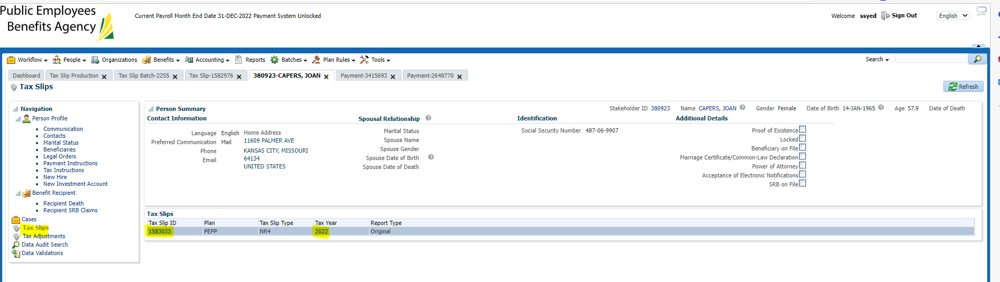 Public Employees
Benefits Agency
Current Payroll Month End Date 31-DEC-2022 Payment System Unlocked
Welcome ssyed Sign Out English
Workflow People Organizations Benefits Accounting Reports Batches Plan Rules Tools Search
Dashboard Tax Slip Production Tax Slip Batch-2255 Tax Slip-1582976 380923-CAPERS, JOAN Payment-3415693 Payment-2648770
Tax Slips
Refresh
Navigation
Person Profile
Communication
Contacts
Marital Status
Beneficiaries
Legal Orders
Payment Instructions
Tax Instructions
New Hire
New Investment Account
Benefit Recipient
Recipient Death
Recipient SRB Claims
Cases
Tax Slips
Tax Adjustments
Data Audit Search
Data Validations
Person Summary
Stakeholder ID 380923 Name CAPERS, JOAN Gender Female Date of Birth 14-JAN-1965 Age 57.9 Date of Death
Contact Information
Language English
Preferred Communication Mail
Phone
Email
Home Address
11609 PALMER AVE
KANSAS CITY, MISSOURI
64134
UNITED STATES
Spousal Relationship
Marital Status
Spouse Name
Spouse Gender
Spouse Date of Birth
Spouse Date of Death
Identification
Social Security Number 487-06-9907
Additional Details
Proof of Existence
Locked
Beneficiary on File
Marriage Certificate/Common-Law Declaration
Power of Attorney
Acceptance of Electronic Notifications
SRB on File
Tax Slips
Tax Slip ID Plan Tax Slip Type Tax Year Report Type
1583033 PEPP NR4 2022 Original